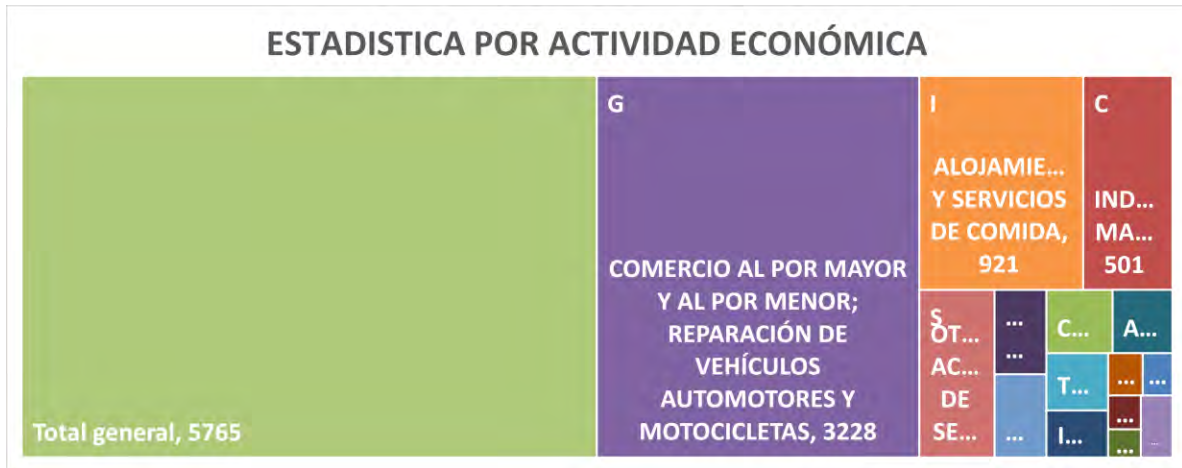 ESTADISTICA POR ACTIVIDAD ECONÓMICA
Total general, 5765
G
COMERCIO AL POR MAYOR
Y AL POR MENOR;
REPARACIÓN DE
VEHÍCULOS
AUTOMOTORES Y
MOTOCICLETAS, 3228
I
ALOJAMIE...
Y SERVICIOS
DE COMIDA,
921
C
IND...
MA...
501
S
OT...
AC...
DE
SE...
...
...
...
C...
A...
T...
I...
...
...
...
...
...